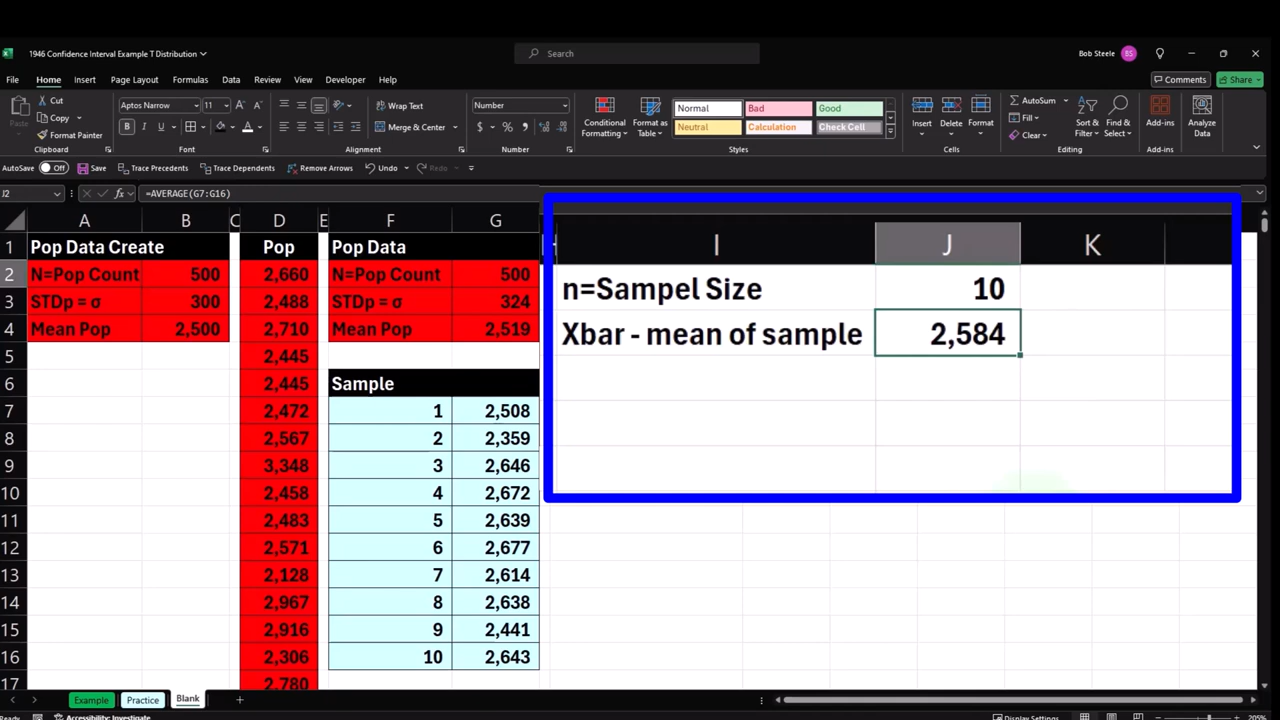 1946 Confidence Interval Example T Distribution
Search
Bob Steele BS
File Home Insert Page Layout Formulas Data Review View Automate Developer Help
Comments Share
Paste
Cut
Copy
Format Painter
Clipboard
Aptos Narrow 11
Font
Wrap Text
Merge & Center
Alignment
Number
Number
Conditional Formatting
Format as Table
Normal Bad Good
Neutral Calculation Check Cell
Styles
Insert Delete Format
Cells
AutoSum
Fill
Clear
Sort & Filter
Find & Select
Editing
Add-ins
Add-ins
Analyze Data
AutoSave Off Save Trace Precedents Trace Dependents Remove Arrows Undo Redo
J2 fx =AVERAGE(G7:G16)
A B C D E F G
1 Pop Data Create Pop Pop Data
2 N=Pop Count 500 2,660 N=Pop Count 500
3 STDp = σ 300 2,488 STDp = σ 324
4 Mean Pop 2,500 2,710 Mean Pop 2,519
5 2,445
6 2,445 Sample
7 2,472 1 2,508
8 2,567 2 2,359
9 3,348 3 2,646
10 2,458 4 2,672
11 2,483 5 2,639
12 2,571 6 2,677
13 2,128 7 2,614
14 2,967 8 2,638
15 2,916 9 2,441
16 2,306 10 2,643
17 2,780
I J K
n=Sampel Size 10
Xbar - mean of sample 2,584
Example Practice Blank
Ready Accessibility: Investigate Display Settings 205%